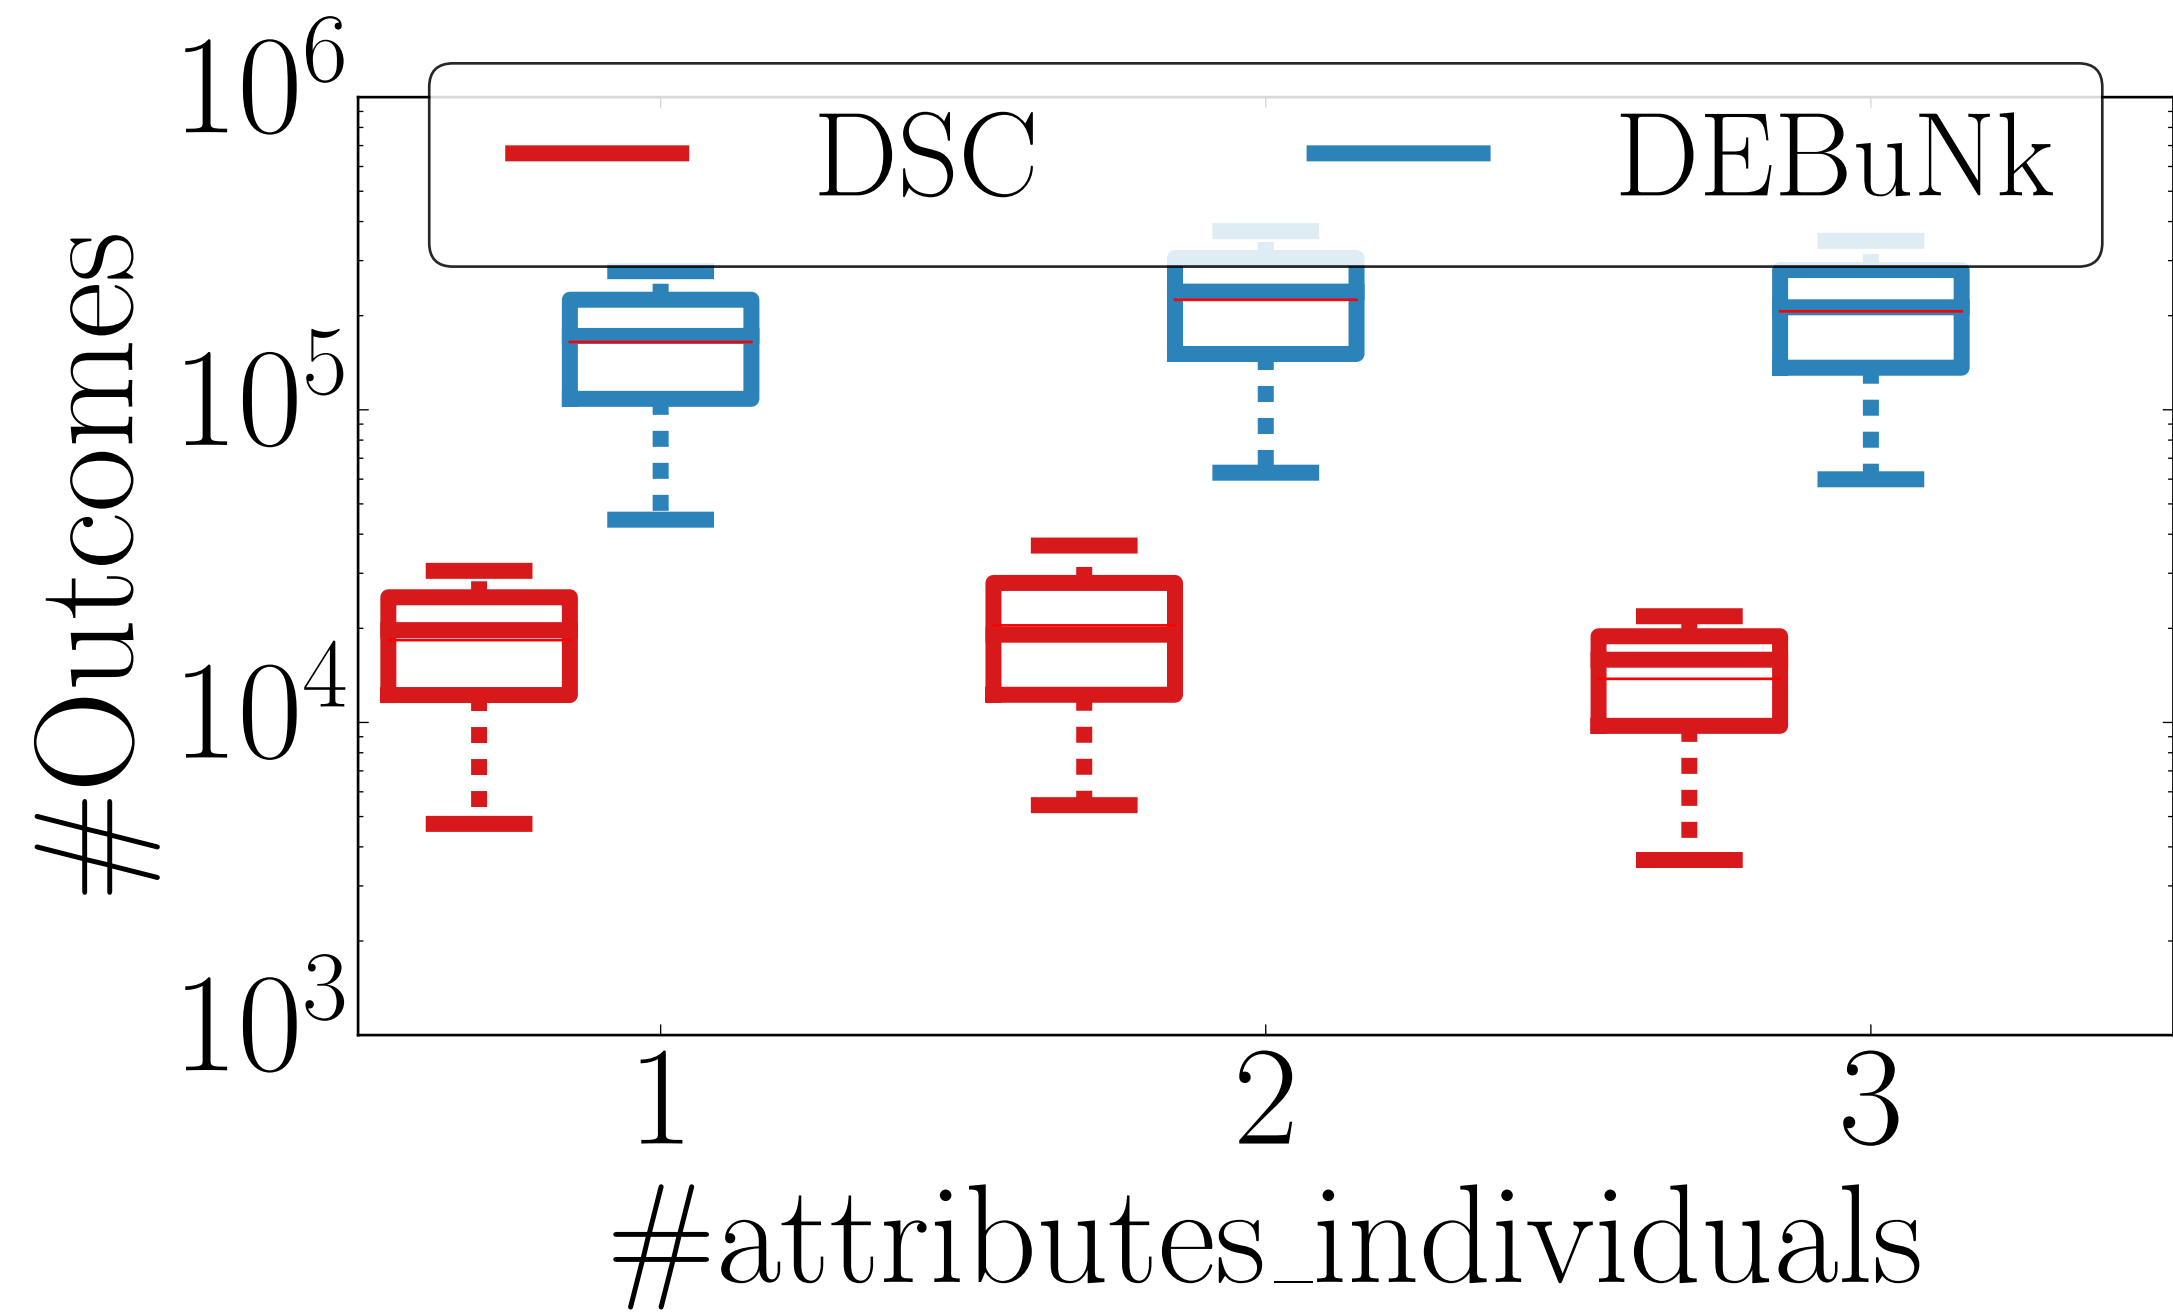 #Outcomes
10^6
10^5
10^4
10^3
DSC DEBuNk
1 2 3
#attributes_individuals